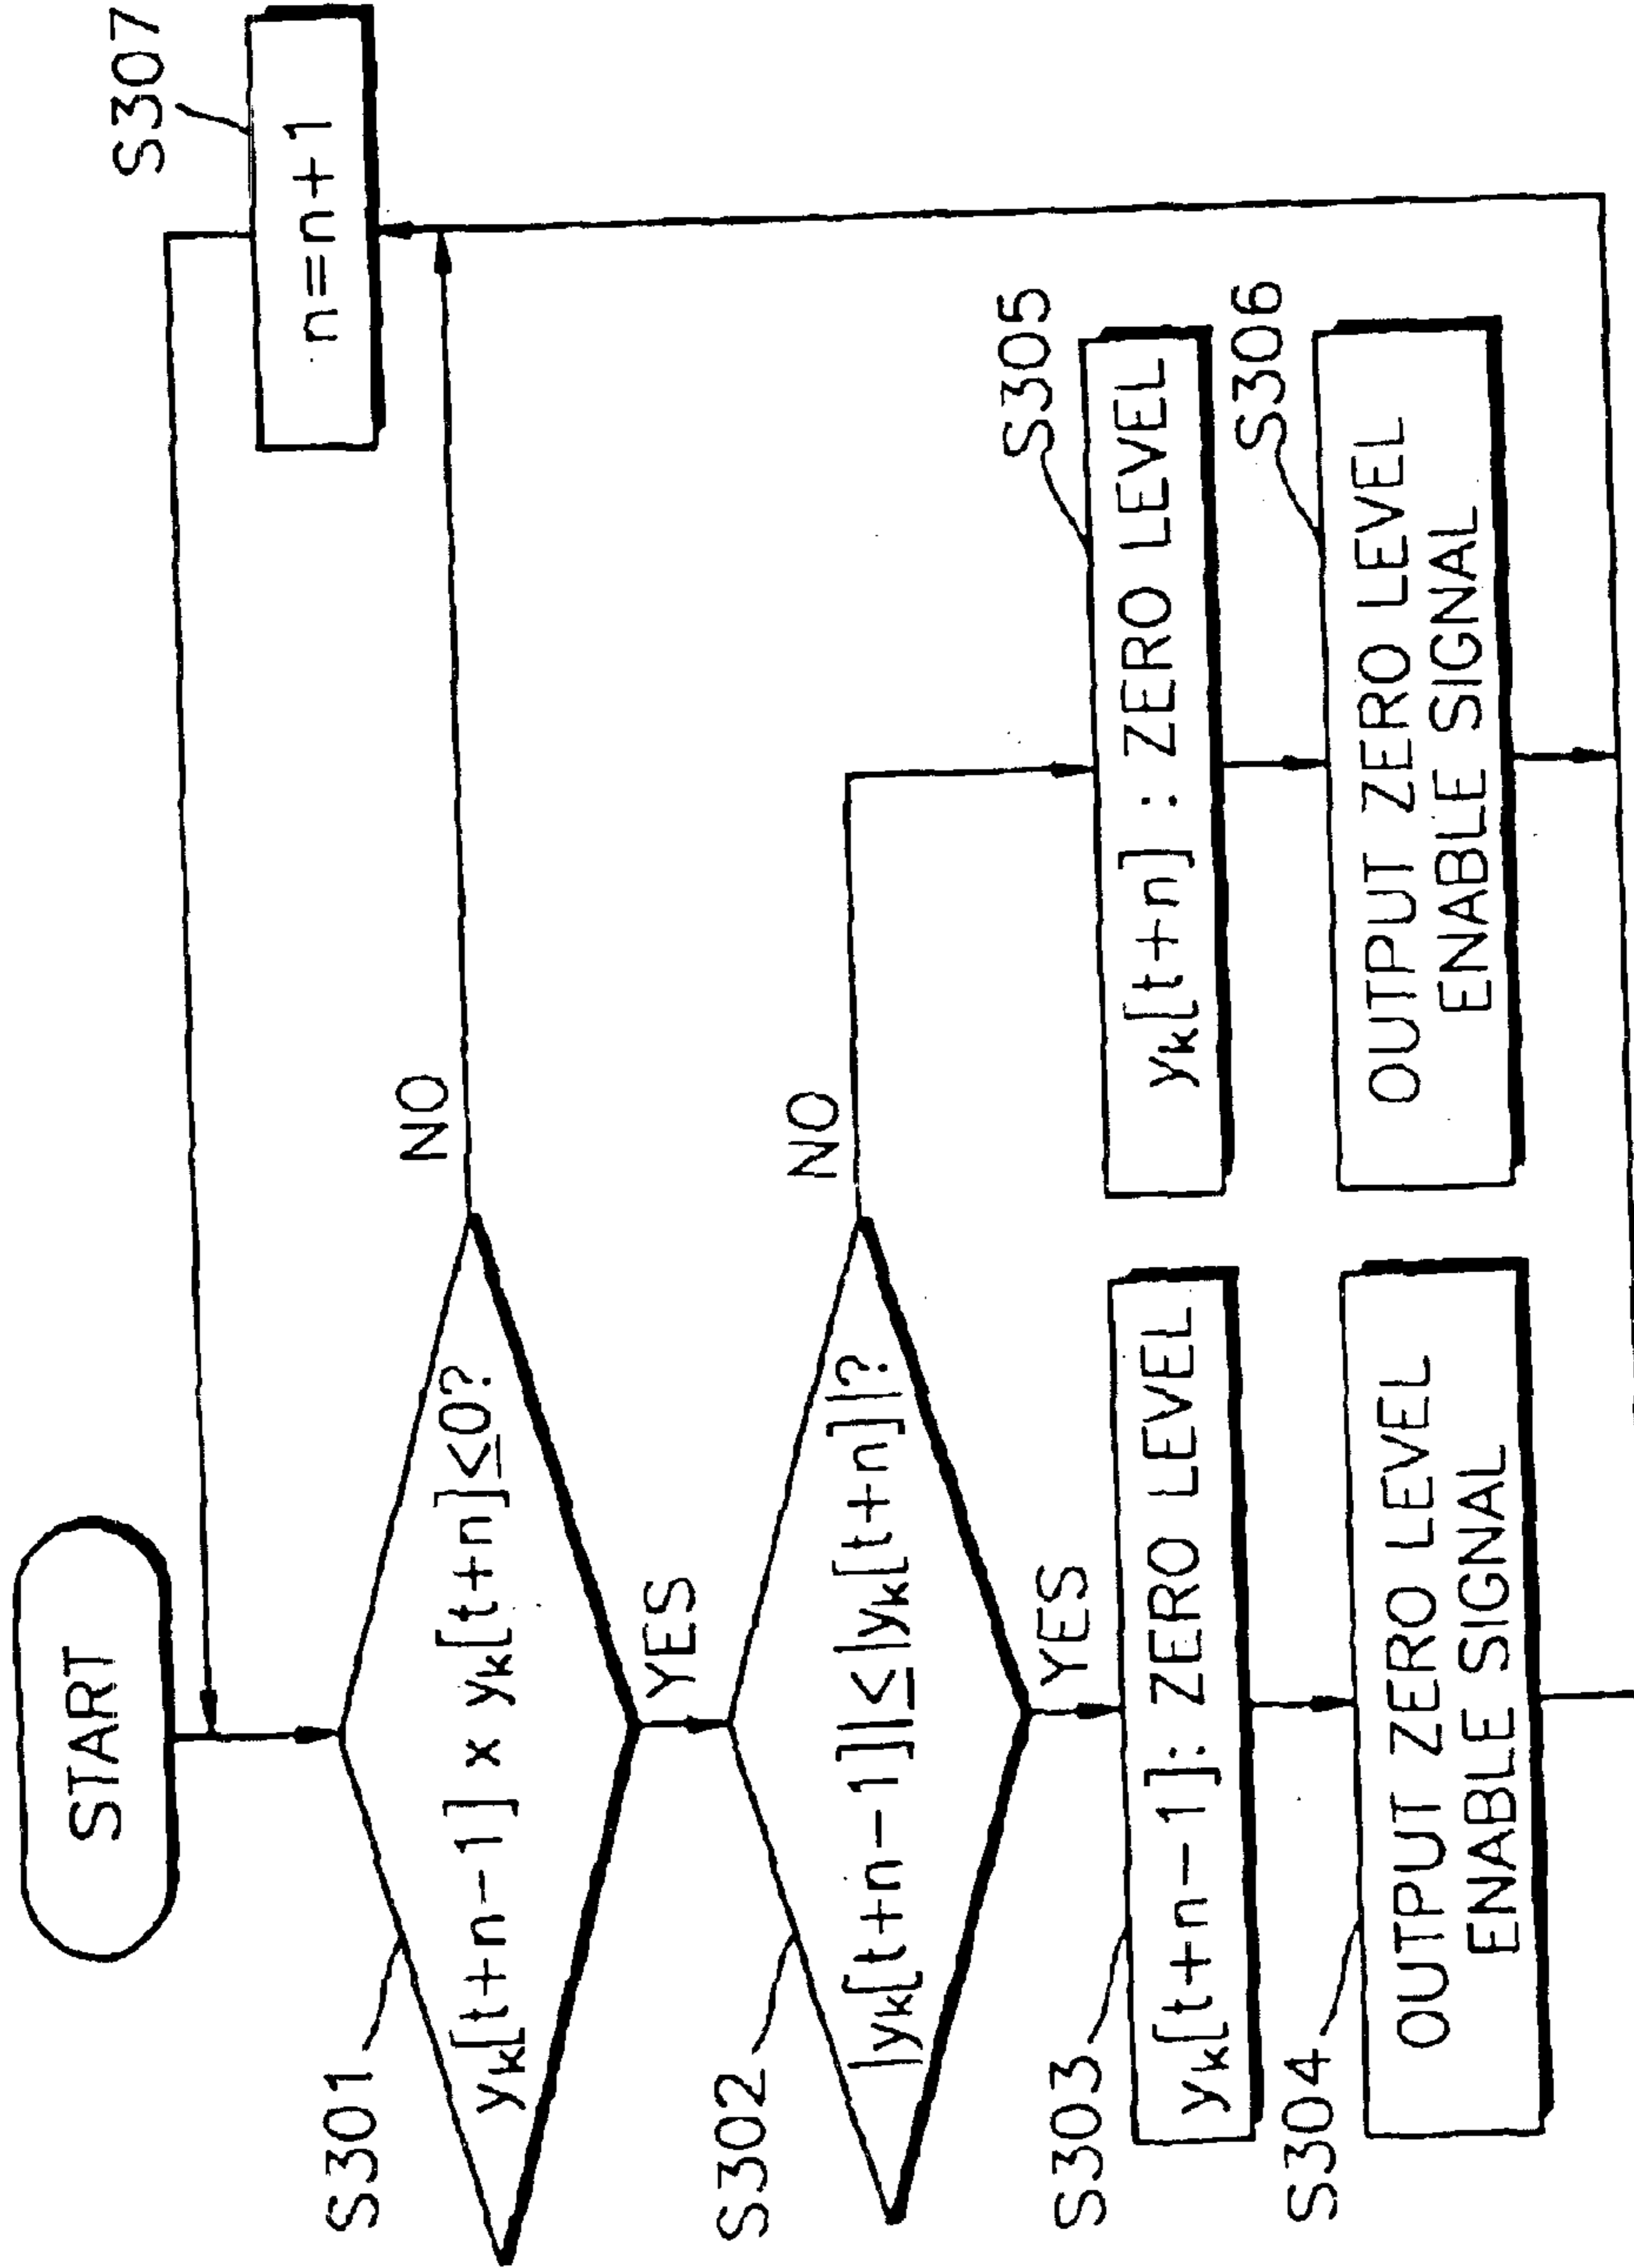 START
S301
yk[t+n-1] x yk[t+n]≤0?
NO
YES
S302
|yk[t+n-1]|≤|yk[t+n]|?
NO
YES
S303
yk[t+n-1]: ZERO LEVEL
S304
OUTPUT ZERO LEVEL
ENABLE SIGNAL
S305
yk[t+n] : ZERO LEVEL
S306
OUTPUT ZERO LEVEL
ENABLE SIGNAL
S307
n=n+1